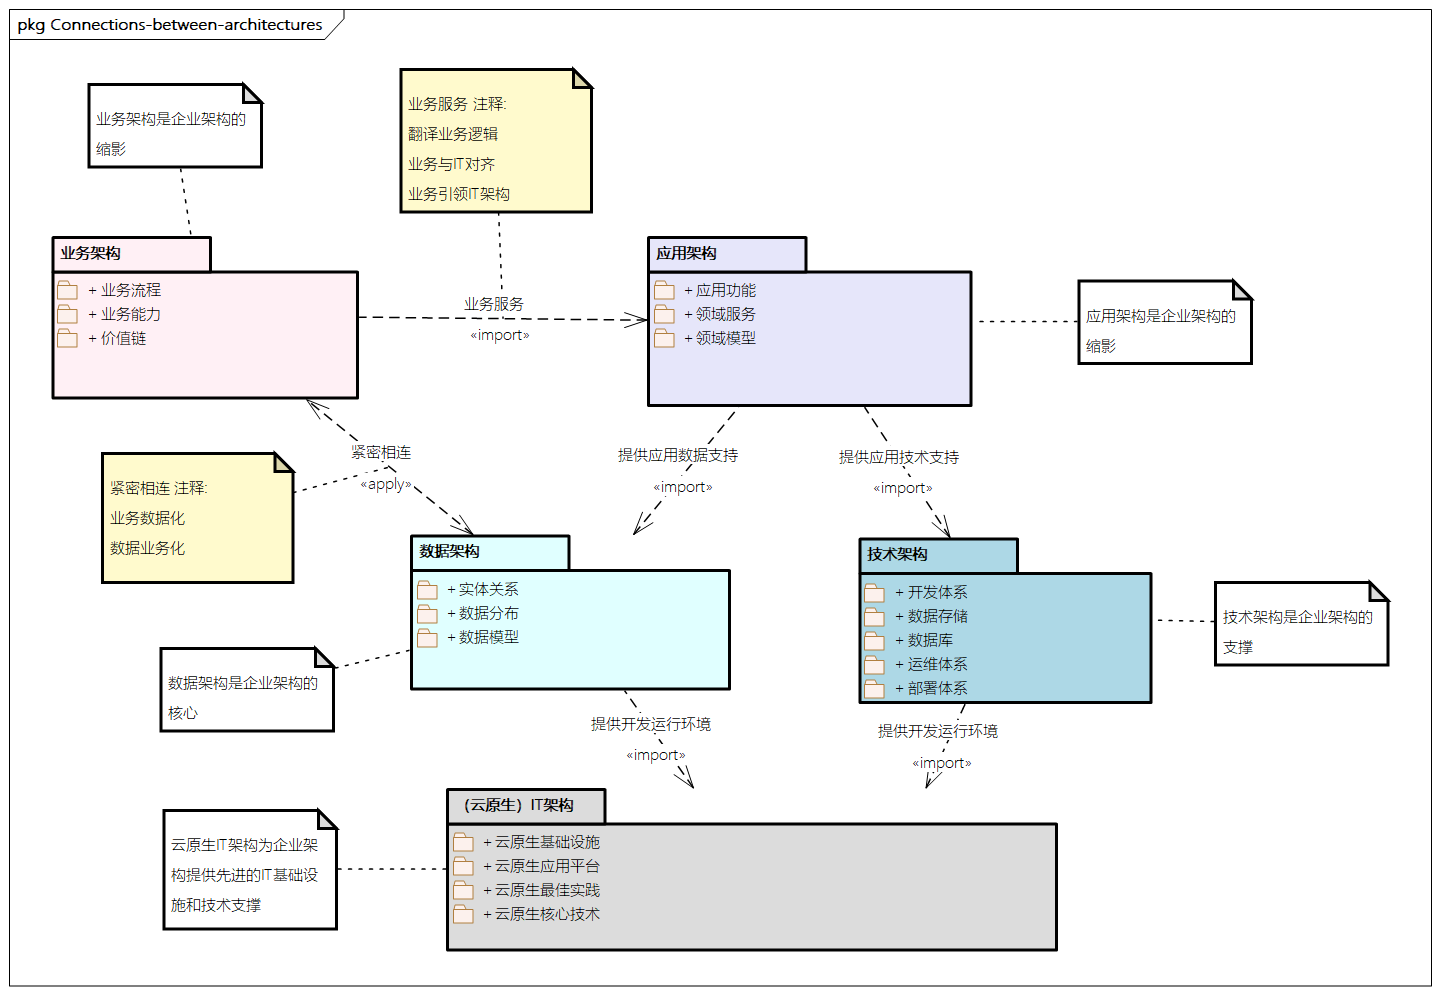 pkg Connections-between-architectures
业务架构是企业架构的
缩影
业务服务 注释:
翻译业务逻辑
业务与IT对齐
业务引领IT架构
业务架构
+ 业务流程
+ 业务能力
+ 价值链
业务服务
«import»
应用架构
+ 应用功能
+ 领域服务
+ 领域模型
应用架构是企业架构的
缩影
紧密相连
«apply»
提供应用数据支持
«import»
提供应用技术支持
«import»
紧密相连 注释:
业务数据化
数据业务化
数据架构
+ 实体关系
+ 数据分布
+ 数据模型
技术架构
+ 开发体系
+ 数据存储
+ 数据库
+ 运维体系
+ 部署体系
技术架构是企业架构的
支撑
数据架构是企业架构的
核心
提供开发运行环境
«import»
提供开发运行环境
«import»
（云原生）IT架构
+ 云原生基础设施
+ 云原生应用平台
+ 云原生最佳实践
+ 云原生核心技术
云原生IT架构为企业架
构提供先进的IT基础设
施和技术支撑